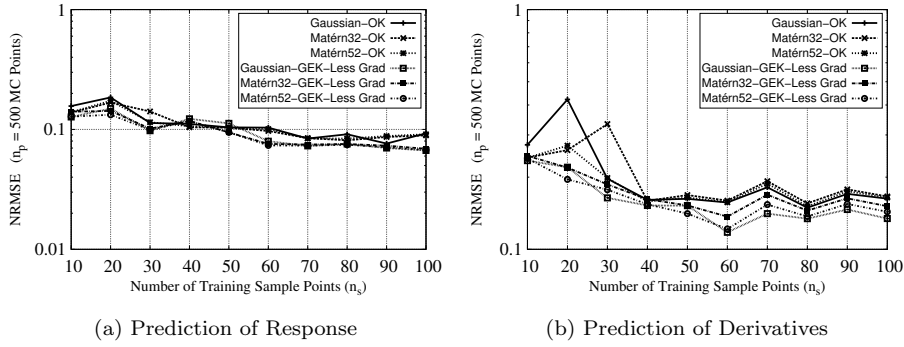 1
0.1
0.01
NRMSE (np = 500 MC Points)
Gaussian−OK
Matérn32−OK
Matérn52−OK
Gaussian−GEK−Less Grad
Matérn32−GEK−Less Grad
Matérn52−GEK−Less Grad
10 20 30 40 50 60 70 80 90 100
Number of Training Sample Points (ns)
(a) Prediction of Response
1
0.1
NRMSE (np = 500 MC Points)
Gaussian−OK
Matérn32−OK
Matérn52−OK
Gaussian−GEK−Less Grad
Matérn32−GEK−Less Grad
Matérn52−GEK−Less Grad
10 20 30 40 50 60 70 80 90 100
Number of Training Sample Points (ns)
(b) Prediction of Derivatives